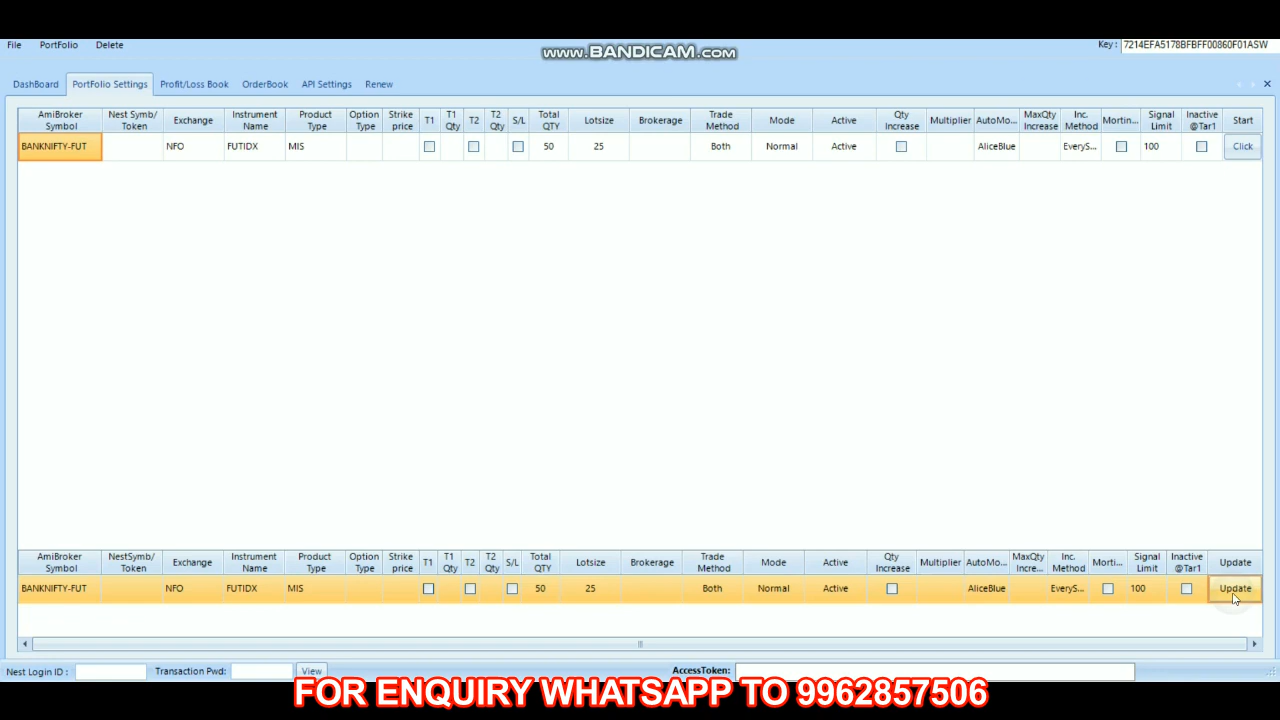 File PortFolio Delete
www.BANDICAM.com
Key : 7214EFA5178BFBFF00860F01ASW
DashBoard PortFolio Settings Profit/Loss Book OrderBook API Settings Renew
AmiBroker Symbol Nest Symb/ Token Exchange Instrument Name Product Type Option Type Strike price T1 T1 Qty T2 T2 Qty S/L Total QTY Lotsize Brokerage Trade Method Mode Active Qty Increase Multiplier AutoMo... MaxQty Increase Inc. Method Mortin... Signal Limit Inactive @Tar1 Start
BANKNIFTY-FUT NFO FUTIDX MIS 50 25 Both Normal Active AliceBlue EveryS... 100 Click
AmiBroker Symbol NestSymb/ Token Exchange Instrument Name Product Type Option Type Strike price T1 T1 Qty T2 T2 Qty S/L Total QTY Lotsize Brokerage Trade Method Mode Active Qty Increase Multiplier AutoMo... MaxQty Incre... Inc. Method Morti... Signal Limit Inactive @Tar1 Update
BANKNIFTY-FUT NFO FUTIDX MIS 50 25 Both Normal Active AliceBlue EveryS... 100 Update
Nest Login ID : Transaction Pwd: View AccessToken:
FOR ENQUIRY WHATSAPP TO 9962857506